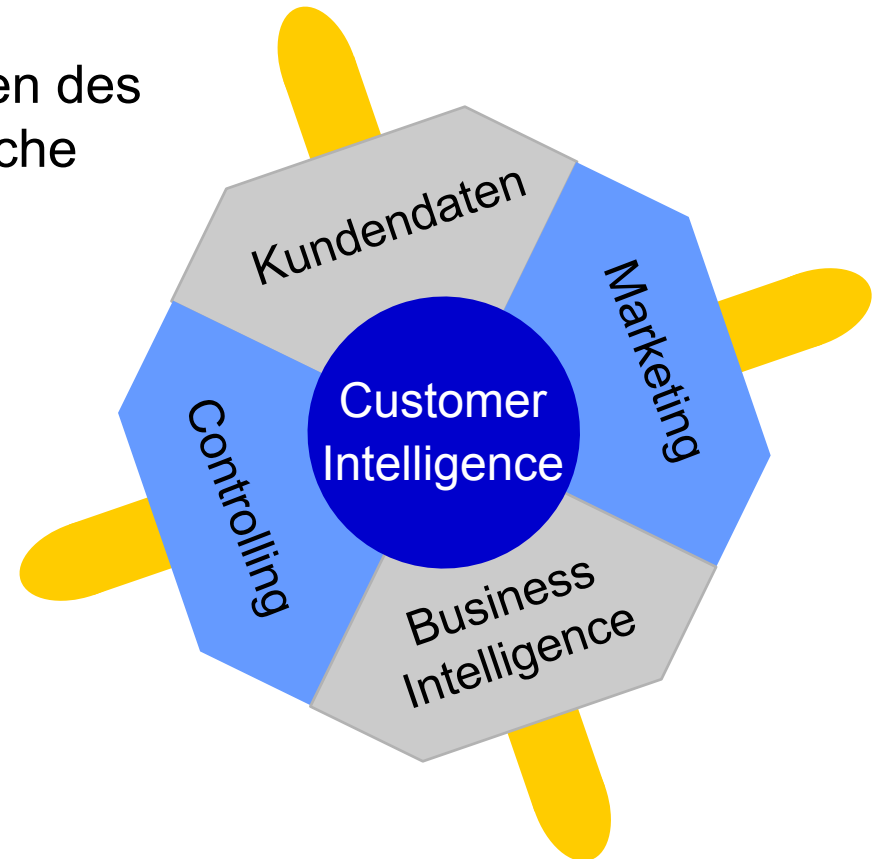 en des
che
Kundendaten
Marketing
Customer
Intelligence
Controlling
Business
Intelligence